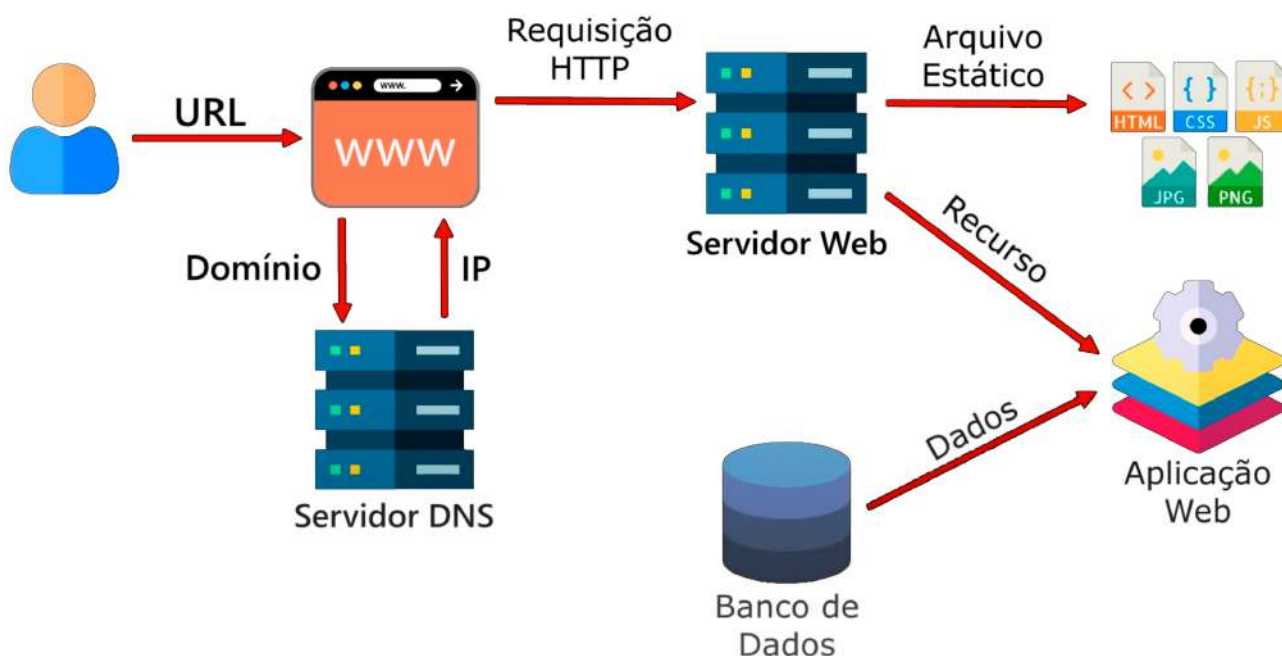 URL
www.
WWW
Domínio
IP
Servidor DNS
Requisição
HTTP
Servidor Web
Arquivo
Estático
< >
HTML
{ }
CSS
{;}
JS
JPG
PNG
Recurso
Dados
Banco de
Dados
Aplicação
Web